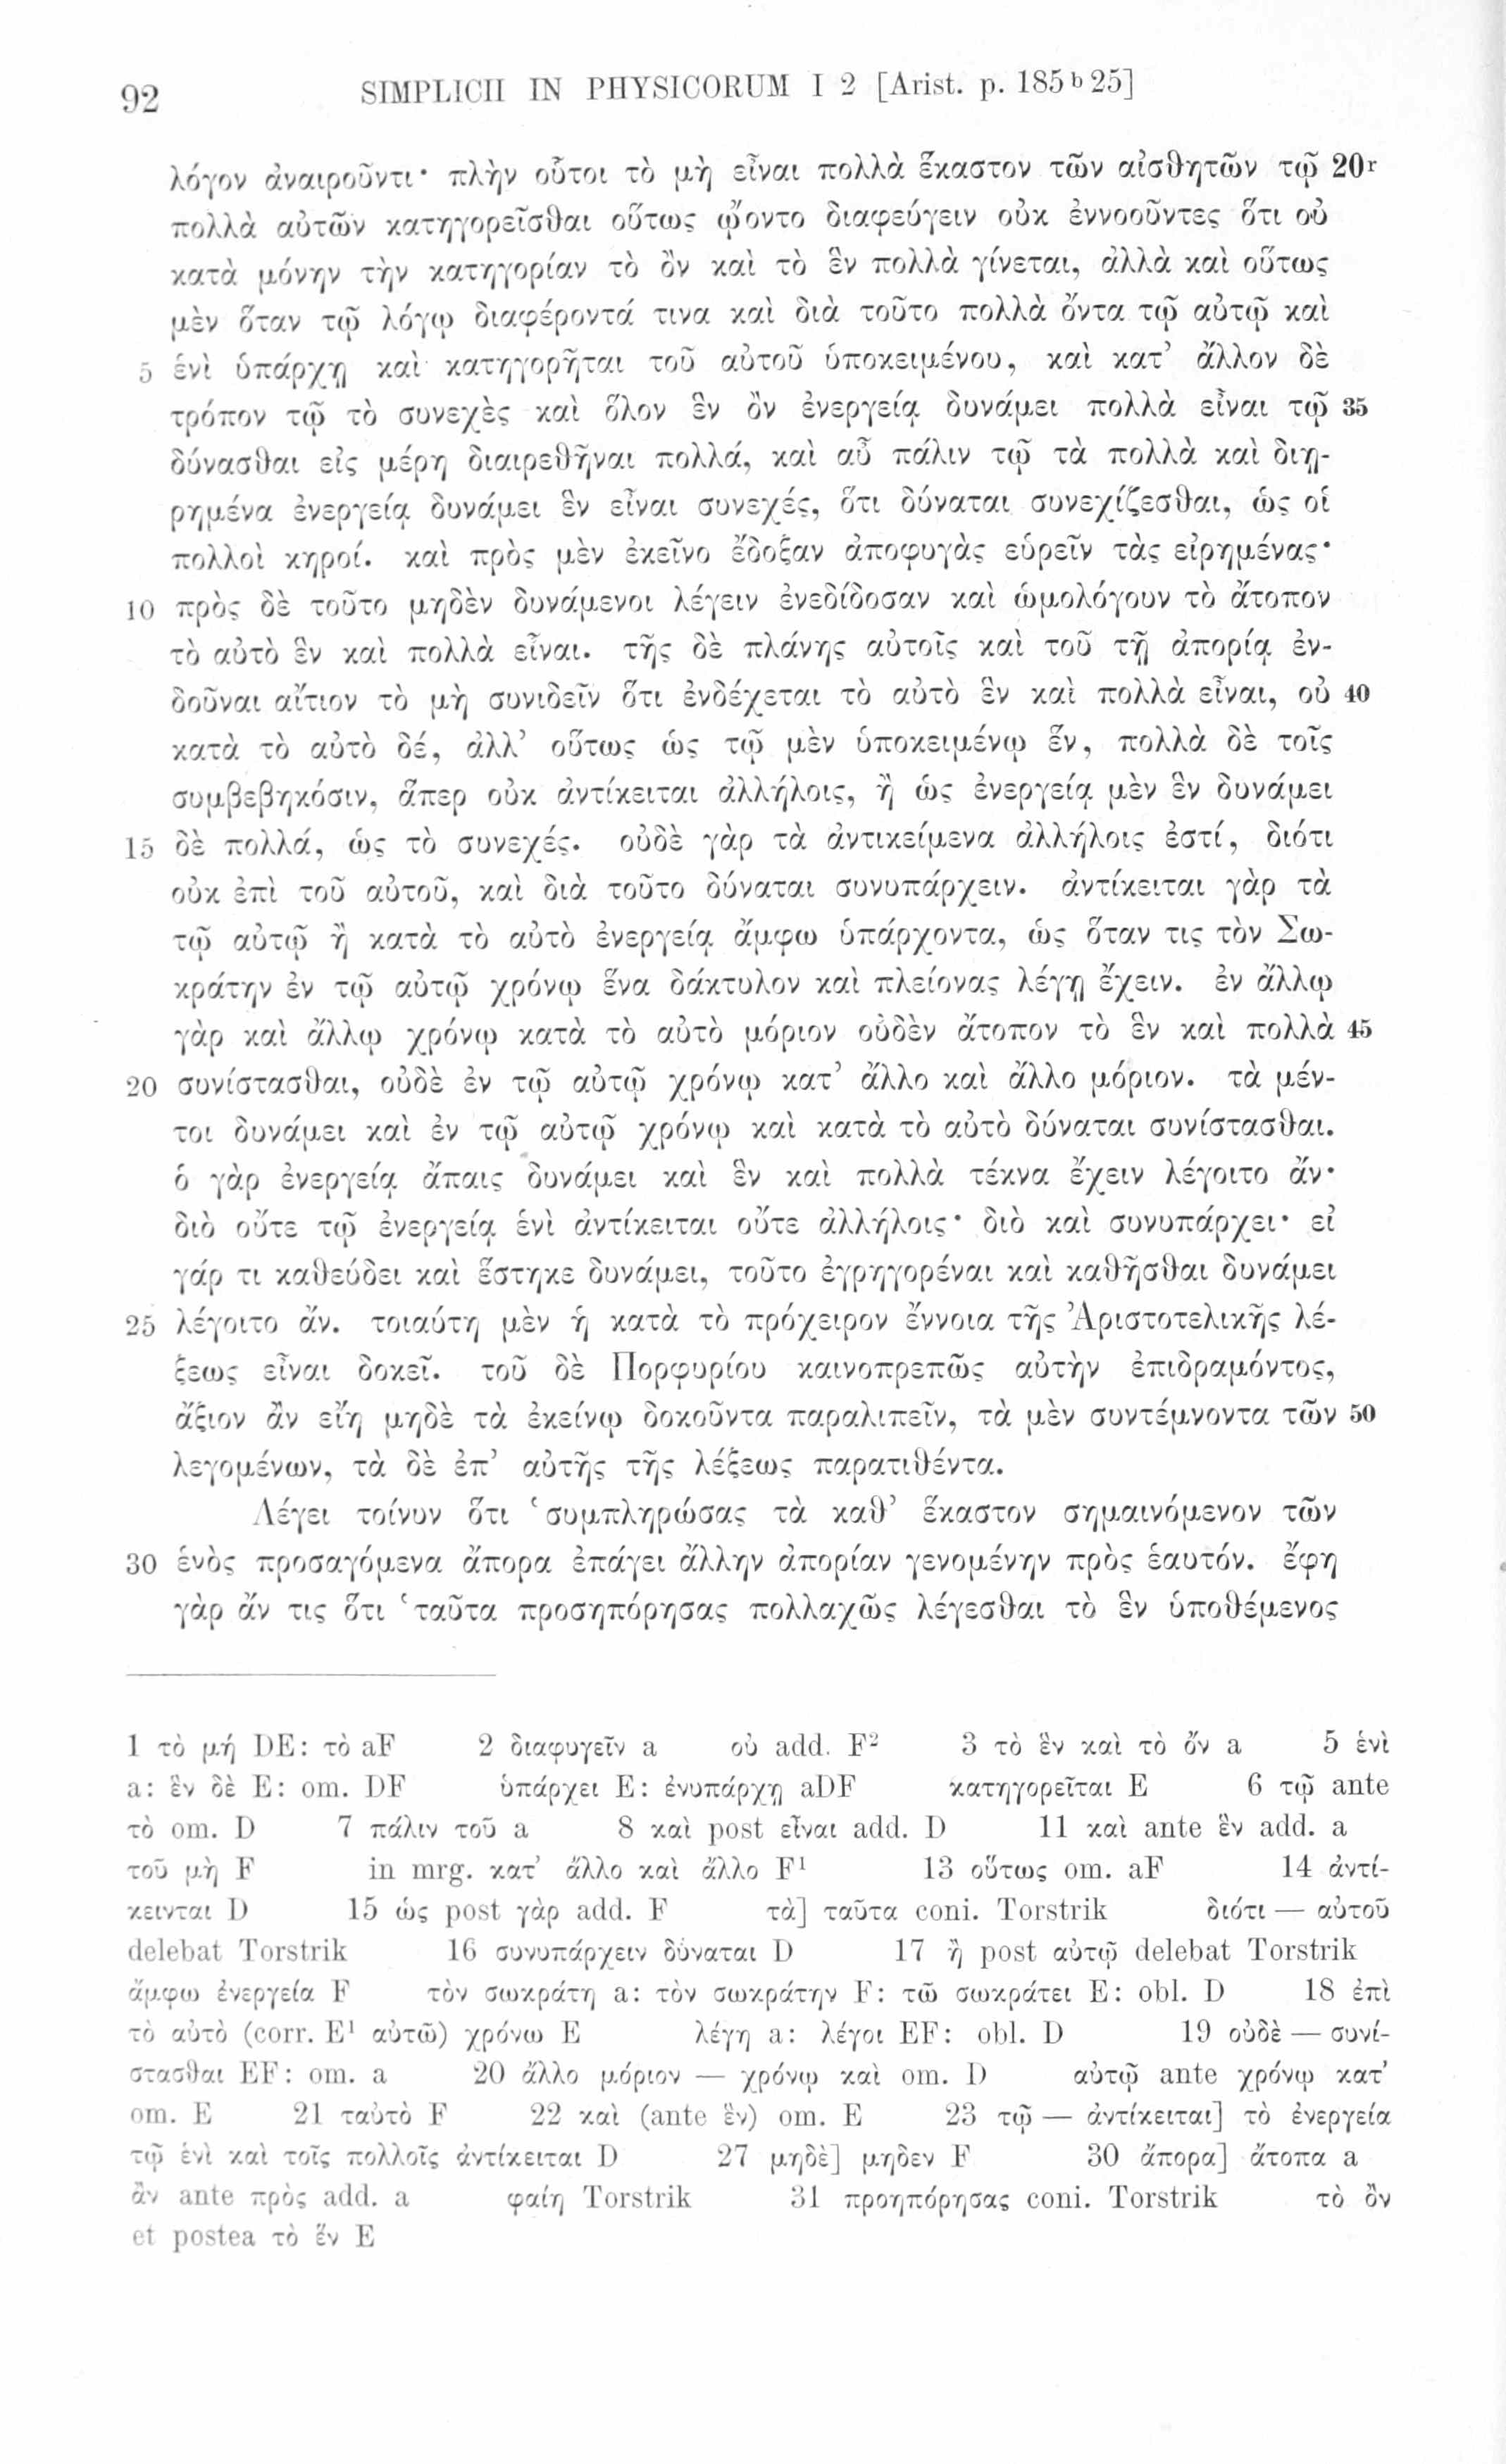 92 SIMPLICII IN PHYSICORUM I 2 [Arist. p. 185 b 25]
λόγον ἀναιροῦντι· πλὴν οὗτοι τὸ μὴ εἶναι πολλὰ ἕκαστον τῶν αἰσθητῶν τῷ 20r
πολλὰ αὐτῶν κατηγορεῖσθαι οὕτως ᾤοντο διαφεύγειν οὐκ ἐννοοῦντες ὅτι οὐ
κατὰ μόνην τὴν κατηγορίαν τὸ ὂν καὶ τὸ ἓν πολλὰ γίνεται, ἀλλὰ καὶ οὕτως
μὲν ὅταν τῷ λόγῳ διαφέροντά τινα καὶ διὰ τοῦτο πολλὰ ὄντα τῷ αὐτῷ καὶ
5 ἑνὶ ὑπάρχῃ καὶ κατηγορῆται τοῦ αὐτοῦ ὑποκειμένου, καὶ κατ’ ἄλλον δὲ
τρόπον τῷ τὸ συνεχὲς καὶ ὅλον ἓν ὂν ἐνεργείᾳ δυνάμει πολλὰ εἶναι τῷ 35
δύνασθαι εἰς μέρη διαιρεθῆναι πολλά, καὶ αὖ πάλιν τῷ τὰ πολλὰ καὶ διῃ-
ρημένα ἐνεργείᾳ δυνάμει ἓν εἶναι συνεχές, ὅτι δύναται συνεχίζεσθαι, ὡς οἱ
πολλοὶ κηροί. καὶ πρὸς μὲν ἐκεῖνο ἔδοξαν ἀποφυγὰς εὑρεῖν τὰς εἰρημένας·
10 πρὸς δὲ τοῦτο μηδὲν δυνάμενοι λέγειν ἐνεδίδοσαν καὶ ὡμολόγουν τὸ ἄτοπον
τὸ αὐτὸ ἓν καὶ πολλὰ εἶναι. τῆς δὲ πλάνης αὐτοῖς καὶ τοῦ τῇ ἀπορίᾳ ἐν-
δοῦναι αἴτιον τὸ μὴ συνιδεῖν ὅτι ἐνδέχεται τὸ αὐτὸ ἓν καὶ πολλὰ εἶναι, οὐ 40
κατὰ τὸ αὐτὸ δέ, ἀλλ’ οὕτως ὡς τῷ μὲν ὑποκειμένῳ ἕν, πολλὰ δὲ τοῖς
συμβεβηκόσιν, ἅπερ οὐκ ἀντίκειται ἀλλήλοις, ἢ ὡς ἐνεργείᾳ μὲν ἓν δυνάμει
15 δὲ πολλά, ὡς τὸ συνεχές. οὐδὲ γὰρ τὰ ἀντικείμενα ἀλλήλοις ἐστί, διότι
οὐκ ἐπὶ τοῦ αὐτοῦ, καὶ διὰ τοῦτο δύναται συνυπάρχειν. ἀντίκειται γὰρ τὰ
τῷ αὐτῷ ἢ κατὰ τὸ αὐτὸ ἐνεργείᾳ ἄμφω ὑπάρχοντα, ὡς ὅταν τις τὸν Σω-
κράτην ἐν τῷ αὐτῷ χρόνῳ ἕνα δάκτυλον καὶ πλείονας λέγῃ ἔχειν. ἐν ἄλλῳ
γὰρ καὶ ἄλλῳ χρόνῳ κατὰ τὸ αὐτὸ μόριον οὐδὲν ἄτοπον τὸ ἓν καὶ πολλὰ 45
20 συνίστασθαι, οὐδὲ ἐν τῷ αὐτῷ χρόνῳ κατ’ ἄλλο καὶ ἄλλο μόριον. τὰ μέν-
τοι δυνάμει καὶ ἐν τῷ αὐτῷ χρόνῳ καὶ κατὰ τὸ αὐτὸ δύναται συνίστασθαι.
ὁ γὰρ ἐνεργείᾳ ἄπαις δυνάμει καὶ ἓν καὶ πολλὰ τέκνα ἔχειν λέγοιτο ἄν·
διὸ οὔτε τῷ ἐνεργείᾳ ἑνὶ ἀντίκειται οὔτε ἀλλήλοις· διὸ καὶ συνυπάρχει· εἰ
γάρ τι καθεύδει καὶ ἕστηκε δυνάμει, τοῦτο ἐγρηγορέναι καὶ καθῆσθαι δυνάμει
25 λέγοιτο ἄν. τοιαύτη μὲν ἡ κατὰ τὸ πρόχειρον ἔννοια τῆς Ἀριστοτελικῆς λέ-
ξεως εἶναι δοκεῖ. τοῦ δὲ Πορφυρίου καινοπρεπῶς αὐτὴν ἐπιδραμόντος,
ἄξιον ἂν εἴη μηδὲ τὰ ἐκείνῳ δοκοῦντα παραλιπεῖν, τὰ μὲν συντέμνοντα τῶν 50
λεγομένων, τὰ δὲ ἐπ’ αὐτῆς τῆς λέξεως παρατιθέντα.
Λέγει τοίνυν ὅτι ‘συμπληρώσας τὰ καθ’ ἕκαστον σημαινόμενον τῶν
30 ἑνὸς προσαγόμενα ἄπορα ἐπάγει ἄλλην ἀπορίαν γενομένην πρὸς ἑαυτόν. ἔφη
γὰρ ἄν τις ὅτι ‘ταῦτα προσηπόρησας πολλαχῶς λέγεσθαι τὸ ἓν ὑποθέμενος
1 τὸ μή DE: τὸ aF 2 διαφυγεῖν a οὐ add. F² 3 τὸ ἓν καὶ τὸ ὄν a 5 ἑνὶ
a: ἓν δὲ E: om. DF ὑπάρχει E: ἐνυπάρχῃ aDF κατηγορεῖται E 6 τῷ ante
τὸ om. D 7 πάλιν τοῦ a 8 καὶ post εἶναι add. D 11 καὶ ante ἓν add. a
τοῦ μὴ F in mrg. κατ’ ἄλλο καὶ ἄλλο F¹ 13 οὕτως om. aF 14 ἀντί-
κεινται D 15 ὡς post γὰρ add. F τὰ] ταῦτα coni. Torstrik διότι — αὐτοῦ
delebat Torstrik 16 συνυπάρχειν δύναται D 17 ἢ post αὐτῷ delebat Torstrik
ἄμφω ἐνεργεία F τὸν σωκράτη a: τὸν σωκράτην F: τῶ σωκράτει E: obl. D 18 ἐπὶ
τὸ αὐτὸ (corr. E¹ αὐτῶ) χρόνω E λέγη a: λέγοι EF: obl. D 19 οὐδὲ — συνί-
στασθαι EF: om. a 20 ἄλλο μόριον — χρόνῳ καὶ om. D αὐτῷ ante χρόνῳ κατ’
om. E 21 ταὐτὸ F 22 καὶ (ante ἓν) om. E 23 τῷ — ἀντίκειται] τὸ ἐνεργεία
τῷ ἑνὶ καὶ τοῖς πολλοῖς ἀντίκειται D 27 μηδὲ] μηδεν F 30 ἄπορα] ἄτοπα a
ἂν ante πρὸς add. a φαίη Torstrik 31 προηπόρησας coni. Torstrik τὸ ὂν
et postea τὸ ἕν E